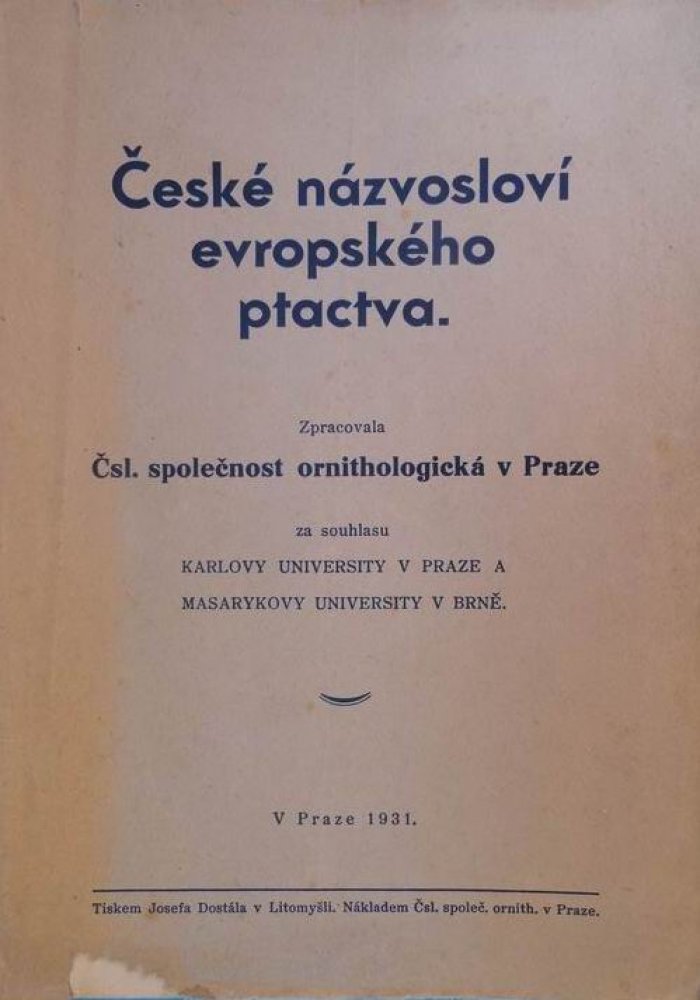 České názvosloví
evropského
ptactva.
Zpracovala
Čsl. společnost ornithologická v Praze
za souhlasu
KARLOVY UNIVERSITY V PRAZE A
MASARYKOVY UNIVERSITY V BRNĚ.
V Praze 1931.
Tiskem Josefa Dostála v Litomyšli. Nákladem Čsl. společ. ornith. v Praze.